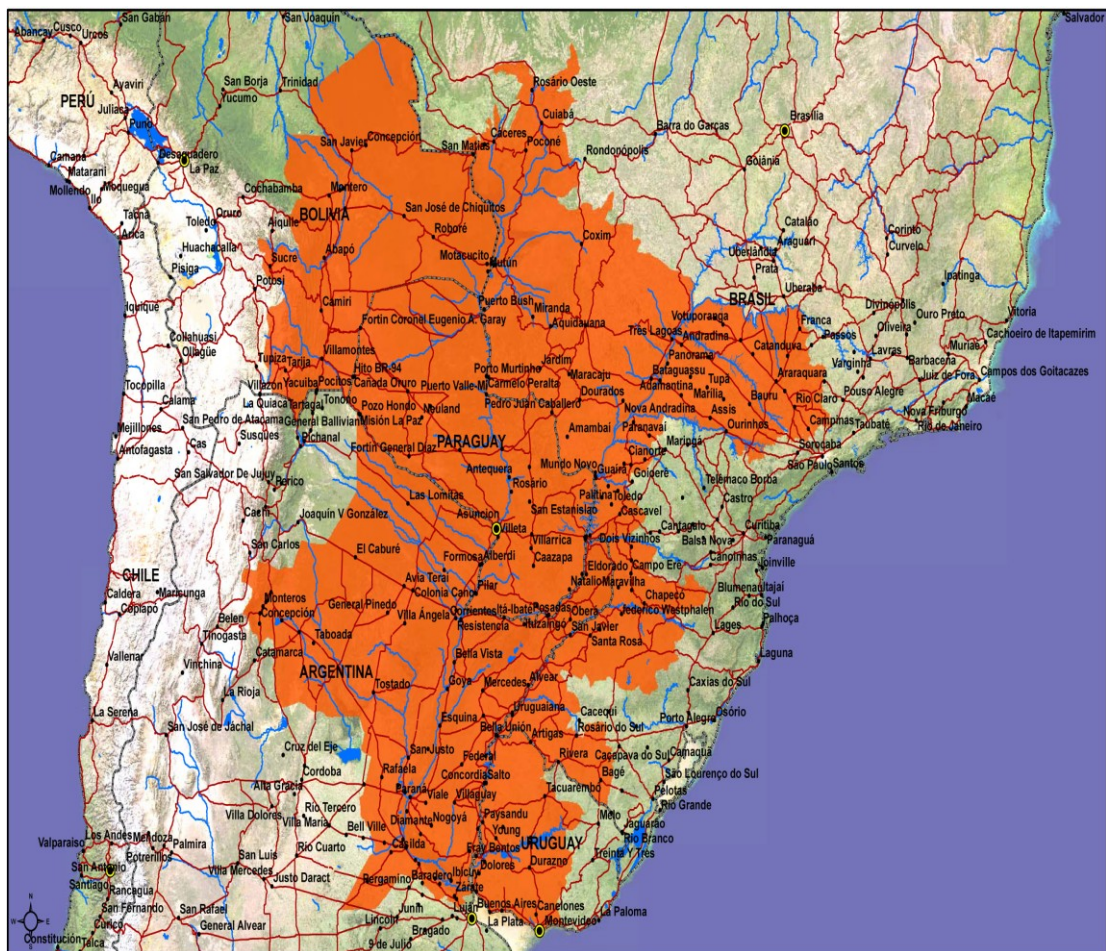 San Gabán
San Joaquín
Salvador
Abancay
Cusco
Urcos
Ayaviri
San Borja
Trinidad
Rosário Oeste
Yucumo
PERÚ
Juliaca
Puno
Cuiabá
Brasília
Barra do Garças
San Javier
Concepción
Cáceres
San Matías
Poconé
Rondonópolis
Goiânia
Desaguadero
La Paz
Camaná
Matarani
Mollendo
Moquegua
Ilo
Cochabamba
Montero
Tacna
Arica
Toledo
Oruro
Aiquile
BOLIVIA
San José de Chiquitos
Catalão
Corinto
Roboré
Coxim
Araguari
Curvelo
Uberlândia
Huachacalla
Sucre
Abapó
Motacucito
Mutún
Prata
Pisiga
Potosí
Uberaba
Ipatinga
BRASIL
Divinópolis
Iquique
Camiri
Puerto Bush
Miranda
Votuporanga
Franca
Ouro Preto
Vitoria
Fortín Coronel Eugenio A. Garay
Aquidauana
Três Lagoas
Andradina
Passos
Oliveira
Cachoeiro de Itapemirim
Collahuasi
Ollagüe
Villamontes
Catanduva
Lavras
Muriaé
Panorama
Varginha
Barbacena
Tupiza
Tarija
Hito BR-94
Porto Murtinho
Jardim
Bataguassu
Araraquara
Juiz de Fora
Campos dos Goitacazes
Tocopilla
Villazón
Yacuiba
Pocitos
Cañada Oruro
Puerto Valle-Mi
Carmelo Peralta
Maracaju
Adamantina
Tupã
Pouso Alegre
Macaé
Calama
La Quiaca
Tartagal
Tonono
Dourados
Marília
Bauru
Rio Claro
Nova Friburgo
San Pedro de Atacama
Pozo Hondo
Neuland
Pedro Juan Caballero
Nova Andradina
Assis
Campinas
Taubaté
Rio de Janeiro
Mejillones
General Ballivian
Misión La Paz
Amambai
Paranavaí
Ourinhos
Susques
Pichanal
PARAGUAY
Maringá
Sorocaba
Antofagasta
Cas
Fortín General Díaz
Cianorte
São Paulo
Santos
San Salvador De Jujuy
Antequera
Mundo Novo
Guaira
Goioerê
Perico
Rosário
Telêmaco Borba
Las Lomitas
Palotina
Toledo
Castro
Cachi
Joaquín V González
Asuncion
San Estanislao
Cascavel
Villeta
Cantagalo
Curitiba
San Carlos
El Caburé
Villarrica
Dois Vizinhos
Balsa Nova
Paranaguá
Formosa
Alberdi
Caazapa
Canoinhas
CHILE
Eldorado
Campo Erê
Joinville
Avia Terai
Pilar
Natalio
Maravilha
Caldera
Maricunga
Colonia Cano
Blumenau
Itajaí
Monteros
General Pinedo
Chapecó
Rio do Sul
Copiapo
Concepción
Corrientes
Itá-Ibaté
Posadas
Oberá
Frederico Westphalen
Belen
Villa Ángela
Resistencia
Ituzaingó
San Javier
Lages
Palhoça
Tinogasta
Taboada
Santa Rosa
Vallenar
Catamarca
Bella Vista
Laguna
Vinchina
ARGENTINA
Tostado
Goya
Mercedes
Alvear
Caxias do Sul
La Rioja
La Serena
Esquina
Uruguaiana
Cacequi
Osório
San José de Jáchal
Bella Unión
Rosário do Sul
Porto Alegre
Artigas
Cruz del Eje
San Justo
Federal
Rivera
Caçapava do Sul
Camaquã
Cordoba
Rafaela
Concordia
Salto
Bagé
São Lourenço do Sul
Alta Gracia
Paraná
Viale
Villaguay
Tacuarembó
Pelotas
Rio Grande
Villa Dolores
Rio Tercero
Diamante
Nogoyá
Paysandu
Melo
Jaguarão
Villa María
Bell Ville
Young
Rio Branco
Los Andes
Mendoza
Casilda
URUGUAY
Valparaiso
Palmira
Rio Cuarto
Fray Bentos
Treinta Y Tres
Potrerillos
San Luis
Durazno
San Antonio
Villa Mercedes
Baradero
Ibicuy
Dolores
Santiago
Justo Daract
Pergamino
Zárate
Rancagua
San Fernando
Junín
Buenos Aires
Canelones
La Paloma
San Rafael
Lincoln
Luján
Montevideo
Curicó
General Alvear
Bragado
La Plata
Constitución
Talca
9 de Julio
N
W
E
S